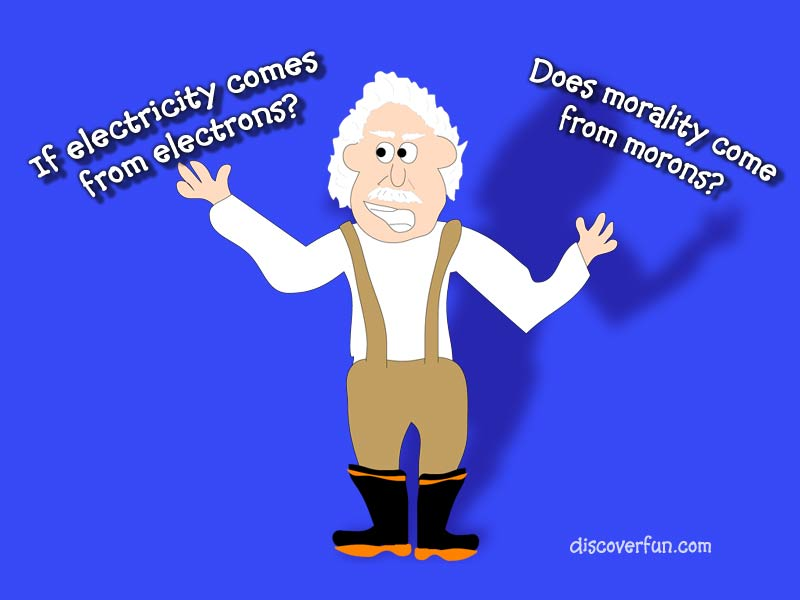 If electricity comes
from electrons?
Does morality come
from morons?
discoverfun.com